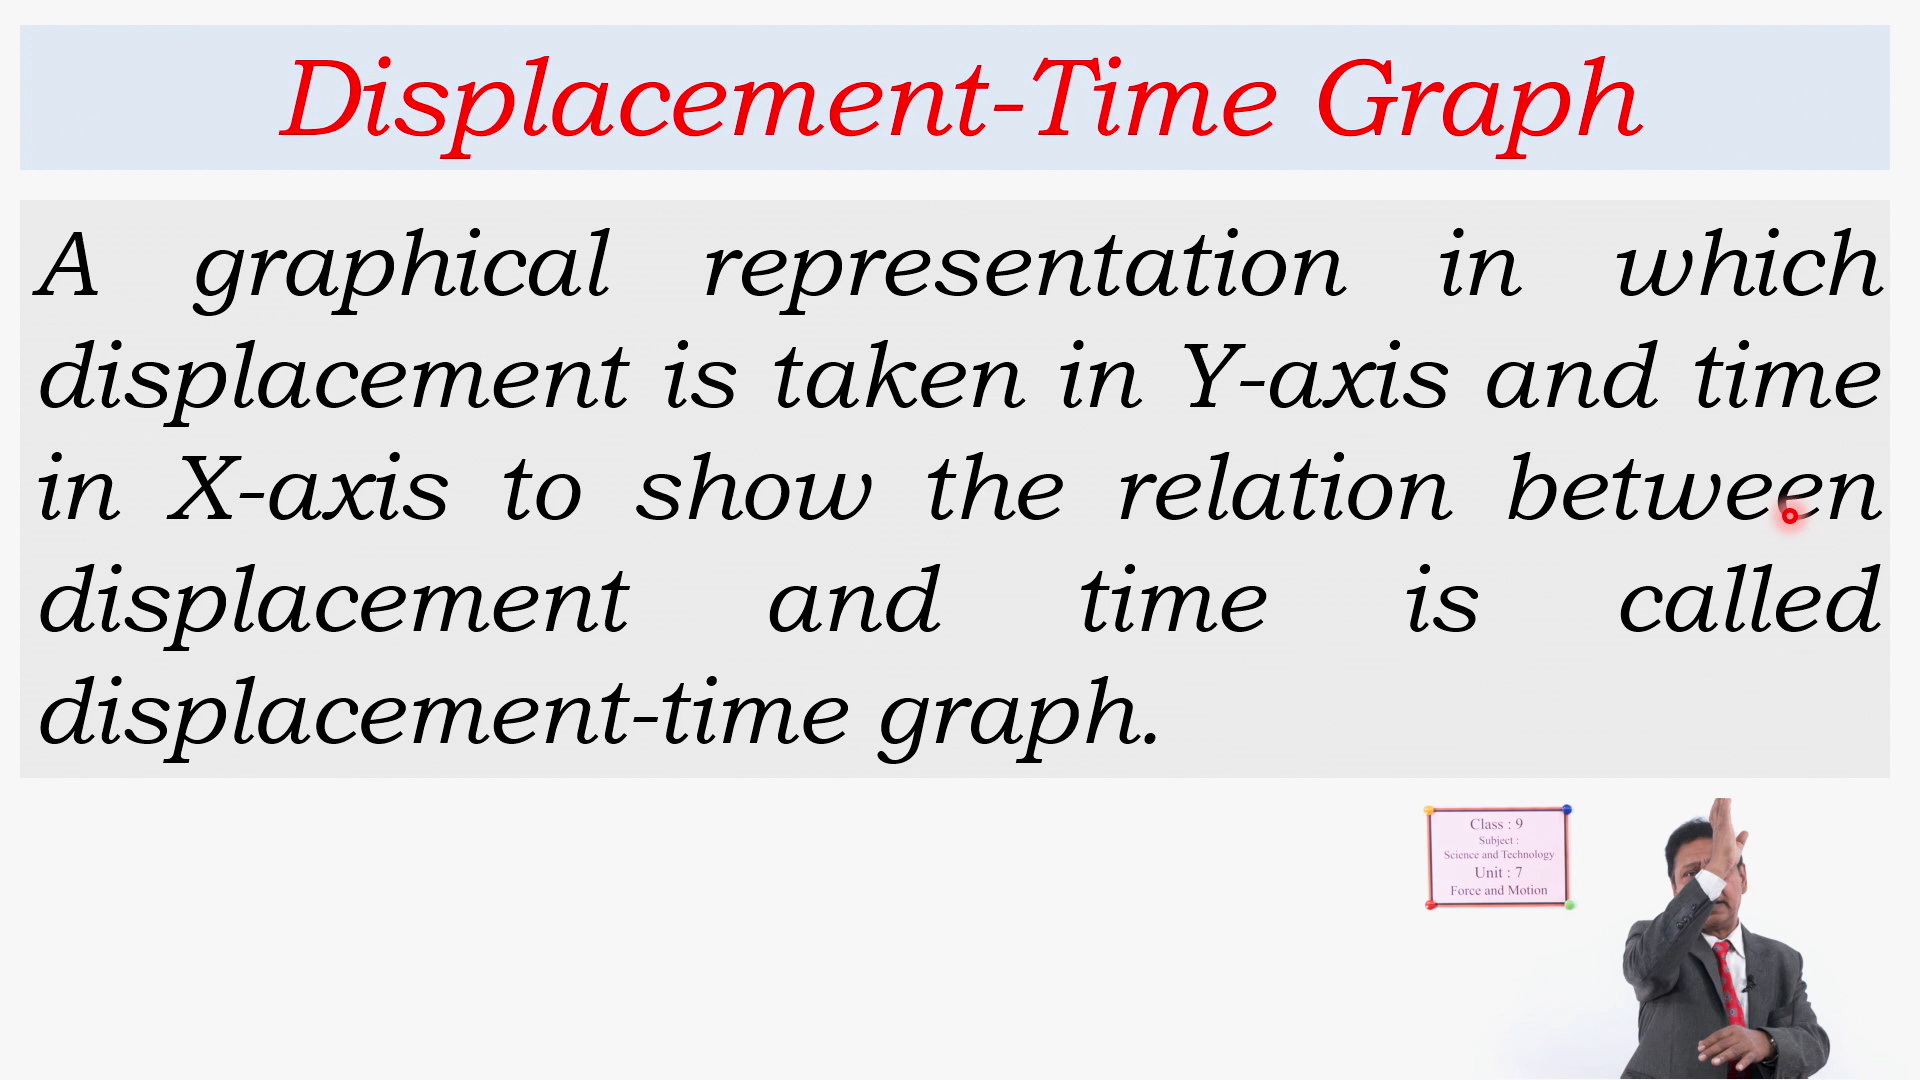 Displacement-Time Graph
A graphical representation in which
displacement is taken in Y-axis and time
in X-axis to show the relation between
displacement and time is called
displacement-time graph.
Class : 9
Subject :
Science and Technology
Unit : 7
Force and Motion